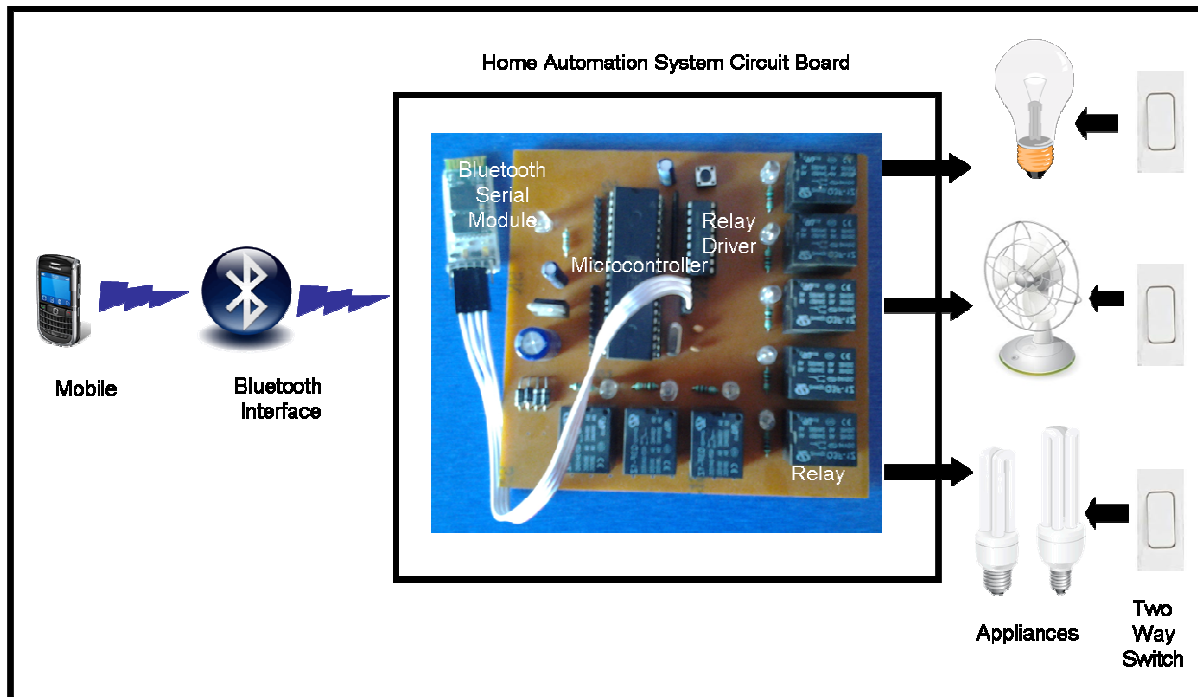 Home Automation System Circuit Board
Bluetooth
Serial
Module
Relay
Driver
Microcontroller
Relay
Mobile
Bluetooth
Interface
Appliances
Two
Way
Switch